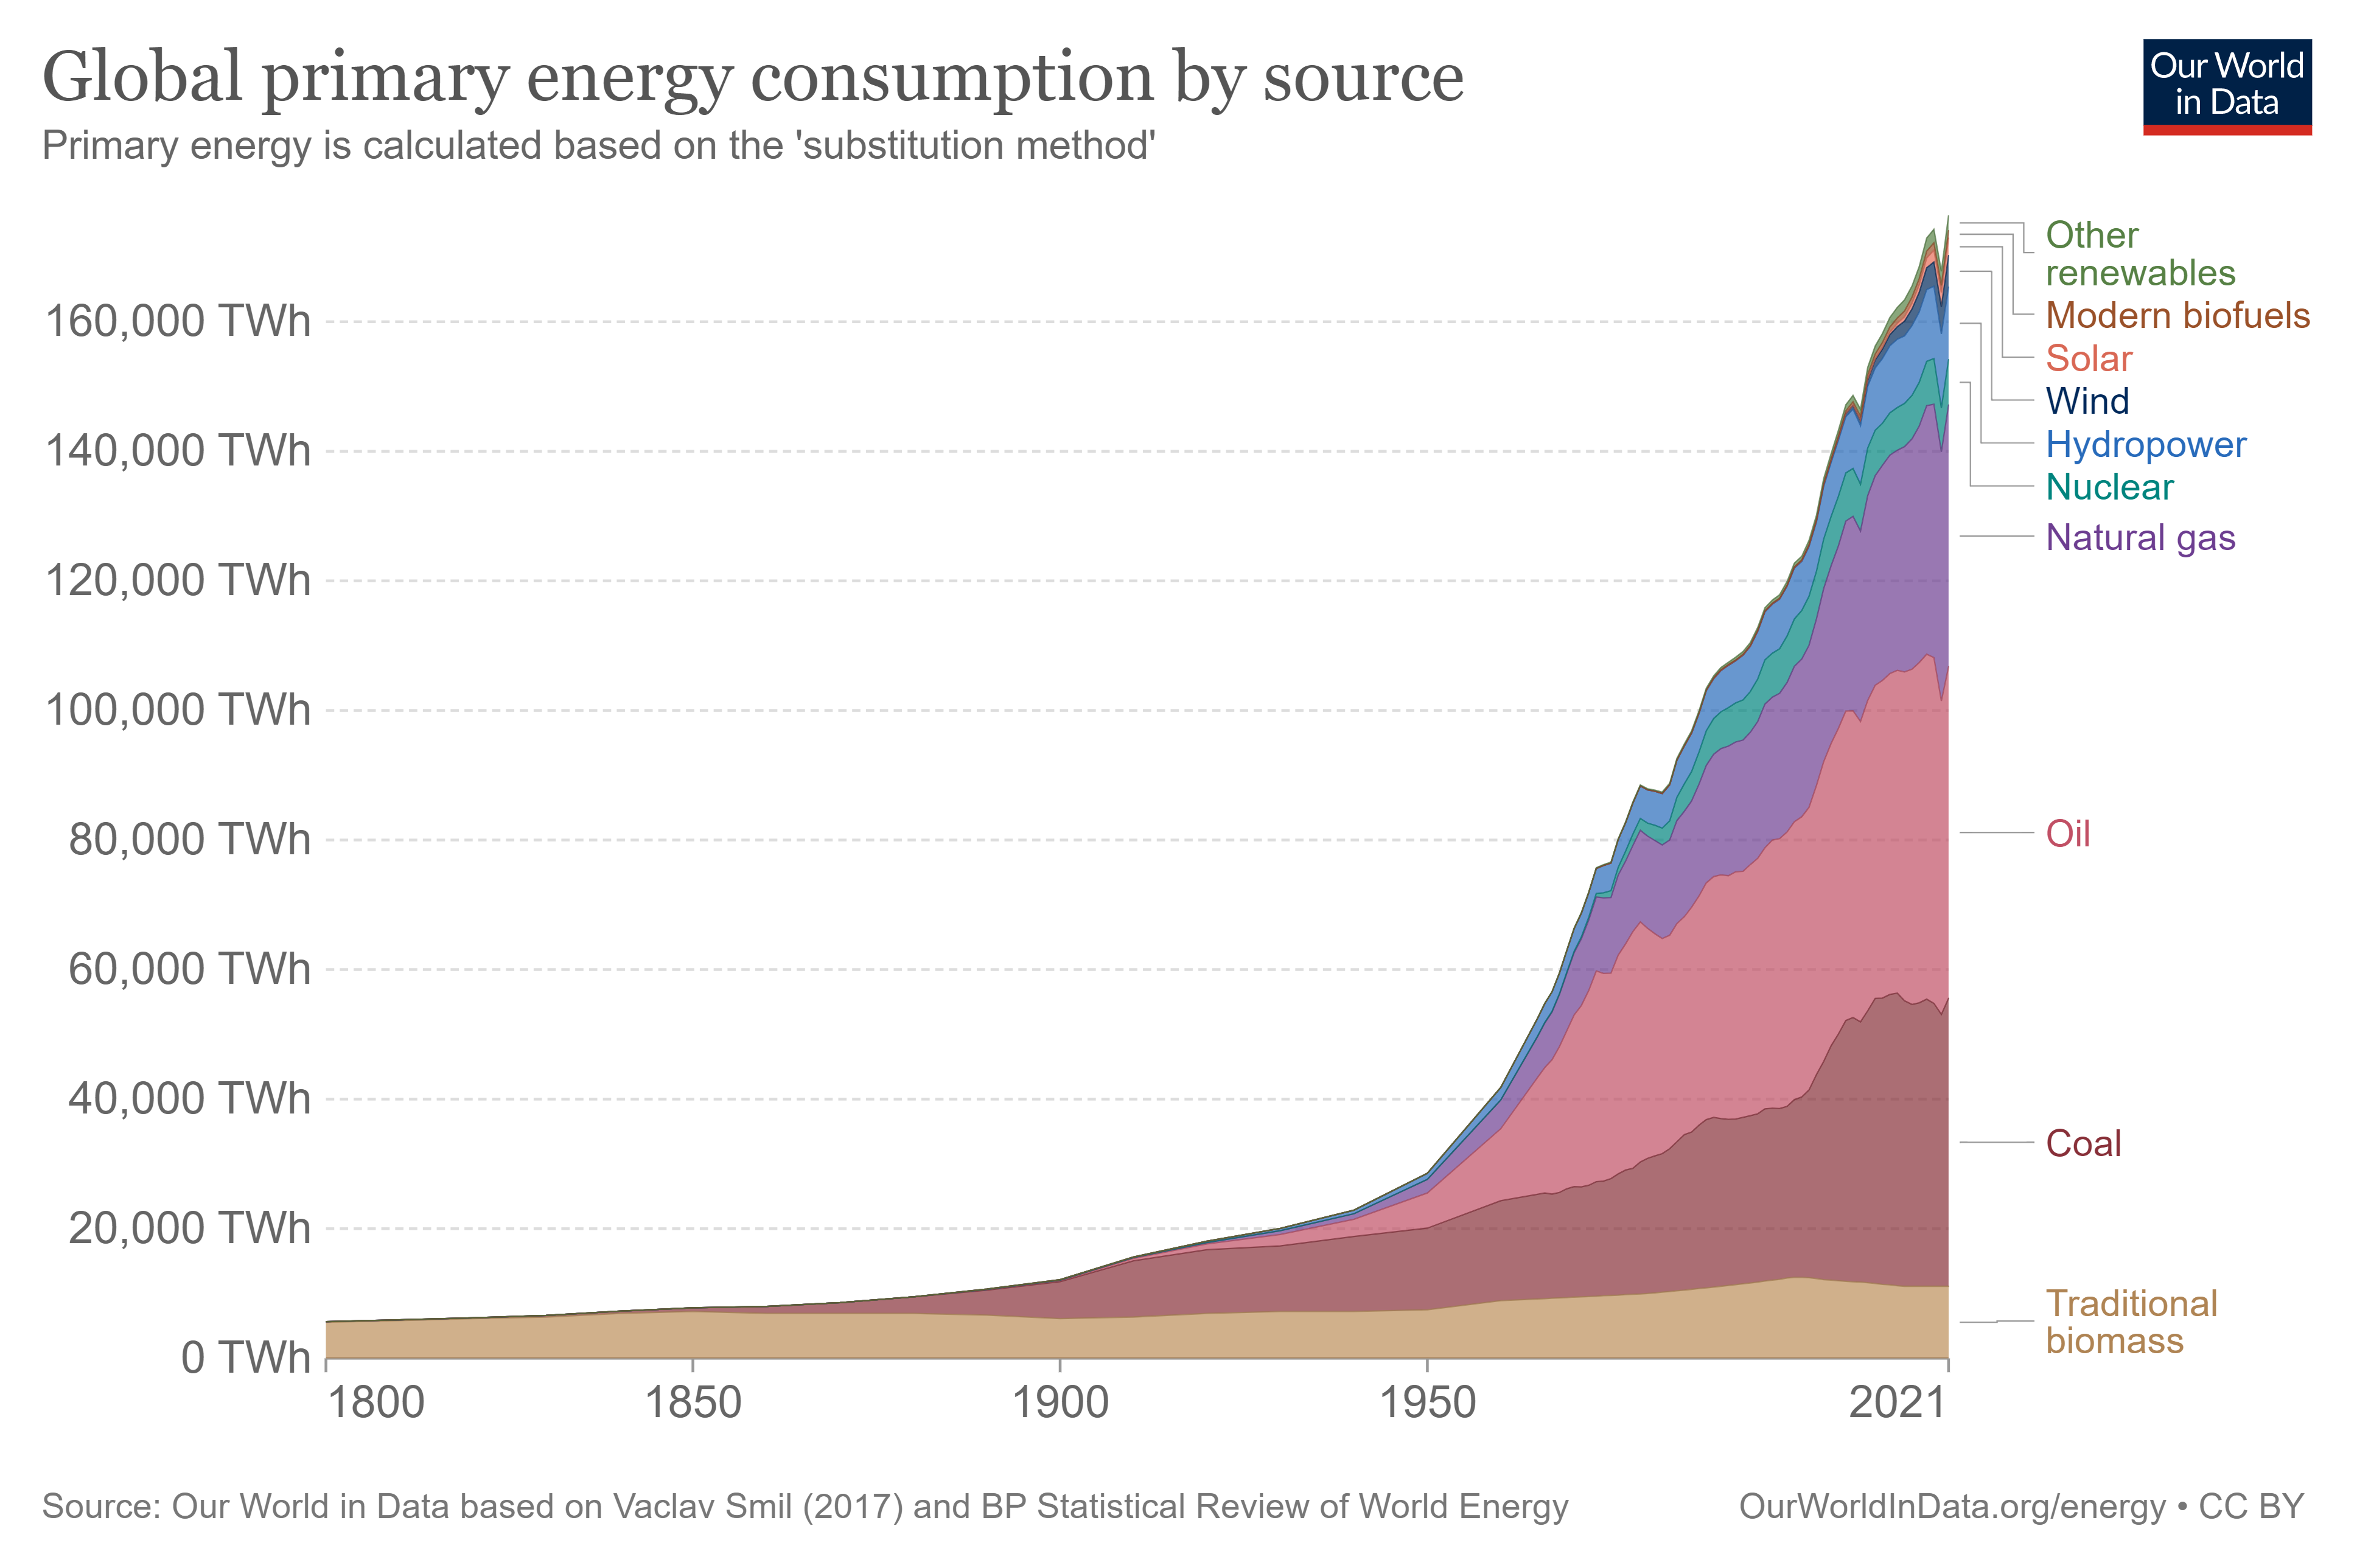 Global primary energy consumption by source
Primary energy is calculated based on the 'substitution method'
Our World
in Data
160,000 TWh
140,000 TWh
120,000 TWh
100,000 TWh
80,000 TWh
60,000 TWh
40,000 TWh
20,000 TWh
0 TWh
1800
1850
1900
1950
2021
Other
renewables
Modern biofuels
Solar
Wind
Hydropower
Nuclear
Natural gas
Oil
Coal
Traditional
biomass
Source: Our World in Data based on Vaclav Smil (2017) and BP Statistical Review of World Energy
OurWorldInData.org/energy • CC BY